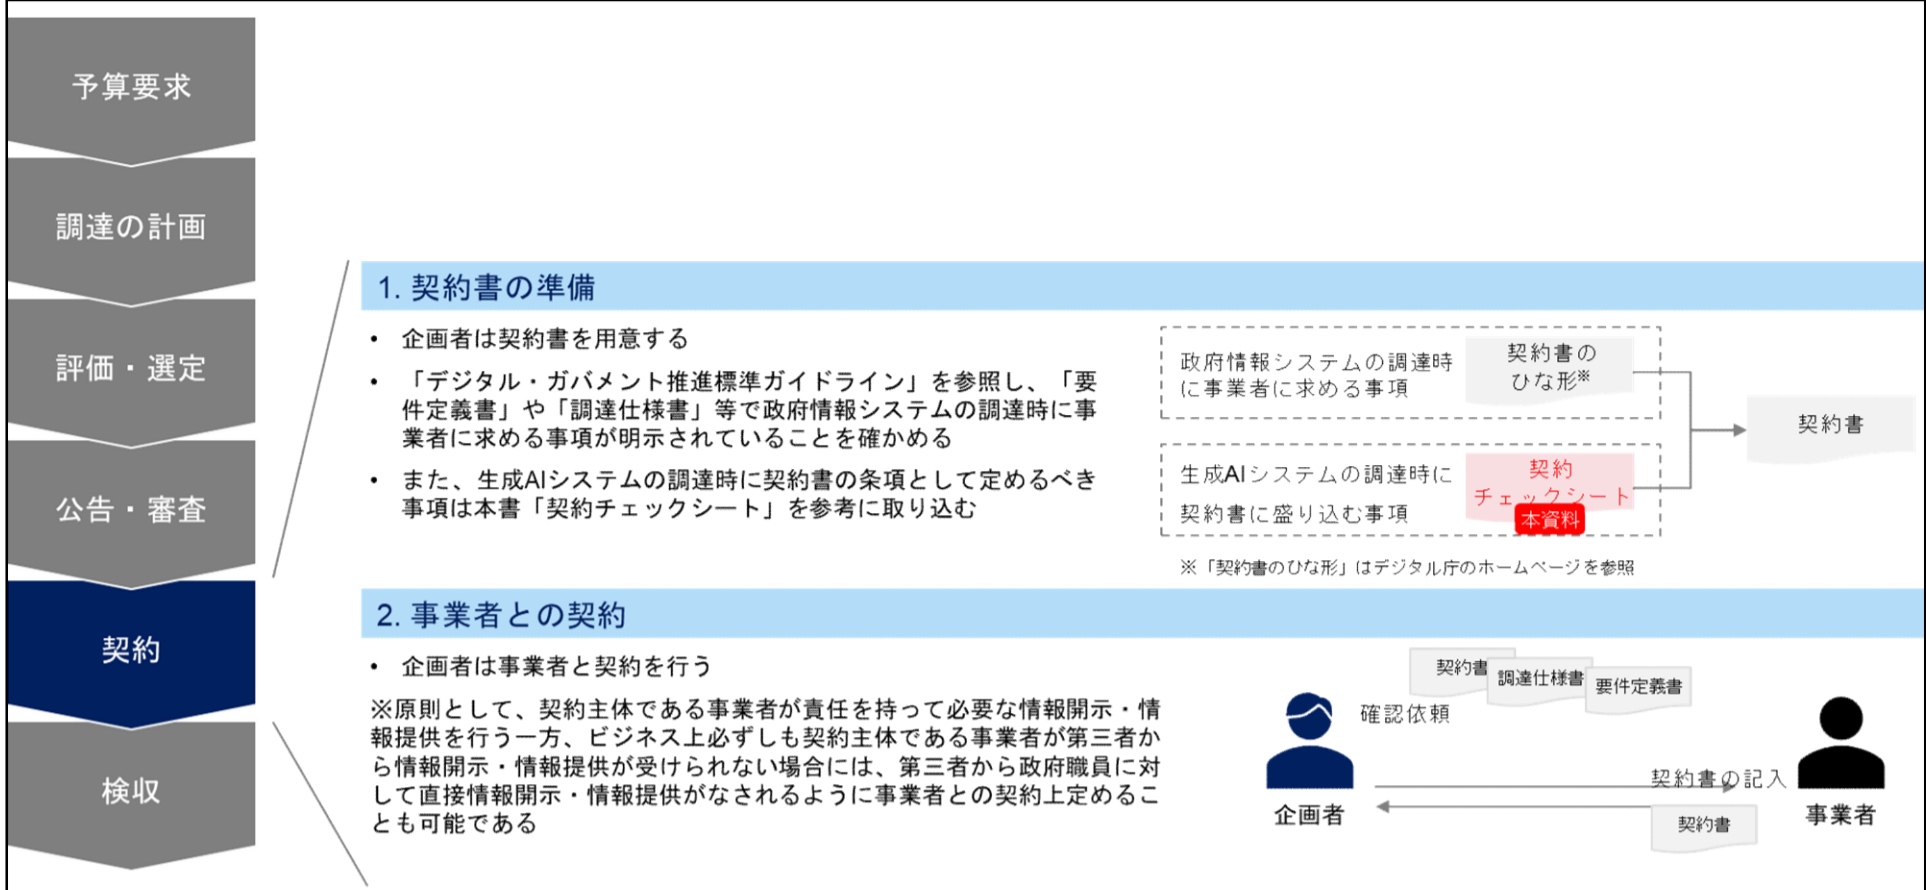 予算要求
調達の計画
評価・選定
公告・審査
契約
検収
1. 契約書の準備
• 企画者は契約書を用意する
• 「デジタル・ガバメント推進標準ガイドライン」を参照し、「要
件定義書」や「調達仕様書」等で政府情報システムの調達時に事
業者に求める事項が明示されていることを確かめる
• また、生成AIシステムの調達時に契約書の条項として定めるべき
事項は本書「契約チェックシート」を参考に取り込む
政府情報システムの調達時
に事業者に求める事項
契約書の
ひな形※
生成AIシステムの調達時に
契約書に盛り込む事項
契約
チェックシート
本資料
契約書
※「契約書のひな形」はデジタル庁のホームページを参照
2. 事業者との契約
• 企画者は事業者と契約を行う
※原則として、契約主体である事業者が責任を持って必要な情報開示・情
報提供を行う一方、ビジネス上必ずしも契約主体である事業者が第三者か
ら情報開示・情報提供が受けられない場合には、第三者から政府職員に対
して直接情報開示・情報提供がなされるように事業者との契約上定めるこ
とも可能である
契約書
調達仕様書
要件定義書
確認依頼
契約書の記入
契約書
企画者
事業者